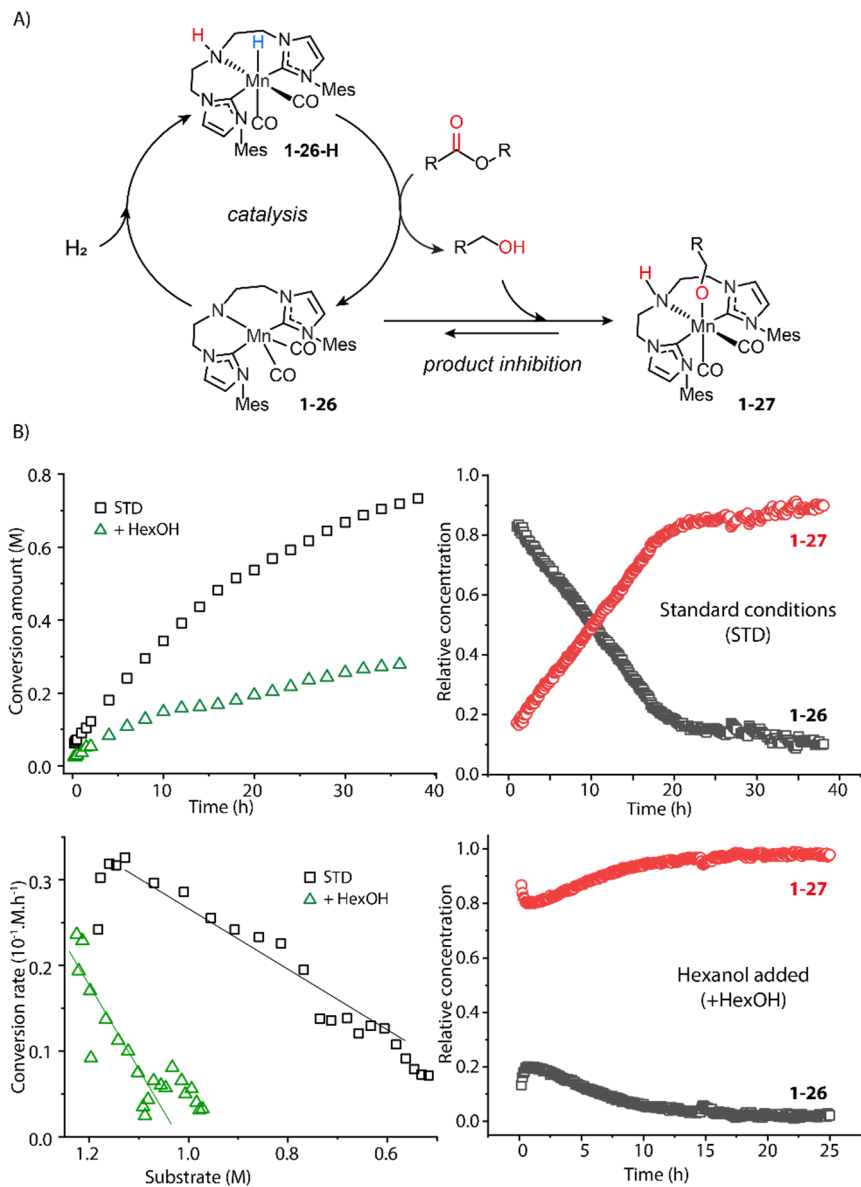 A)
H
H
N
N
N
Mn
Mes
CO
CO
N
N
Mes
1-26-H
O
R
O
R
catalysis
H₂
R
OH
N
N
N
Mn
Mes
CO
CO
N
N
Mes
1-26
product inhibition
R
H
O
N
N
N
Mn
Mes
CO
CO
N
N
Mes
1-27
B)
Conversion amount (M)
0.8
0.6
0.4
0.2
0.0
STD
+ HexOH
0 10 20 30 40
Time (h)
Relative concentration
1.0
0.8
0.6
0.4
0.2
0.0
1-27
Standard conditions
(STD)
1-26
0 10 20 30 40
Time (h)
Conversion rate (10⁻¹.M.h⁻¹)
0.3
0.2
0.1
0.0
STD
+ HexOH
1.2 1.0 0.8 0.6
Substrate (M)
Relative concentration
1.0
0.8
0.6
0.4
0.2
0.0
1-27
Hexanol added
(+HexOH)
1-26
0 5 10 15 20 25
Time (h)